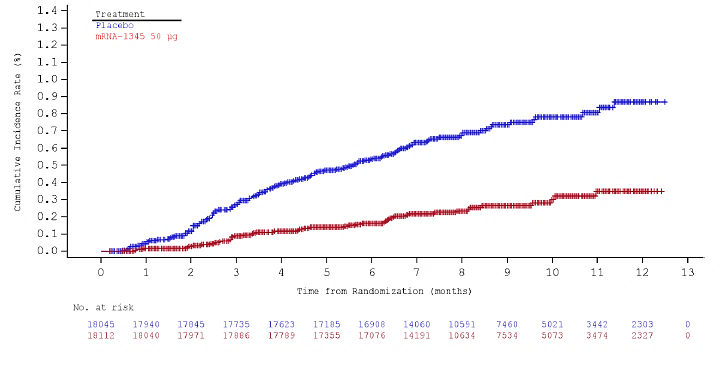 Treatment
Placebo
mRNA-1345 50 µg
Cumulative Incidence Rate (%)
1.4
1.3
1.2
1.1
1.0
0.9
0.8
0.7
0.6
0.5
0.4
0.3
0.2
0.1
0.0
0 1 2 3 4 5 6 7 8 9 10 11 12 13
Time from Randomization (months)
No. at risk
18045 17940 17845 17735 17623 17185 16908 14060 10591 7460 5021 3442 2303 0
18112 18040 17971 17886 17789 17355 17076 14191 10634 7534 5073 3474 2327 0